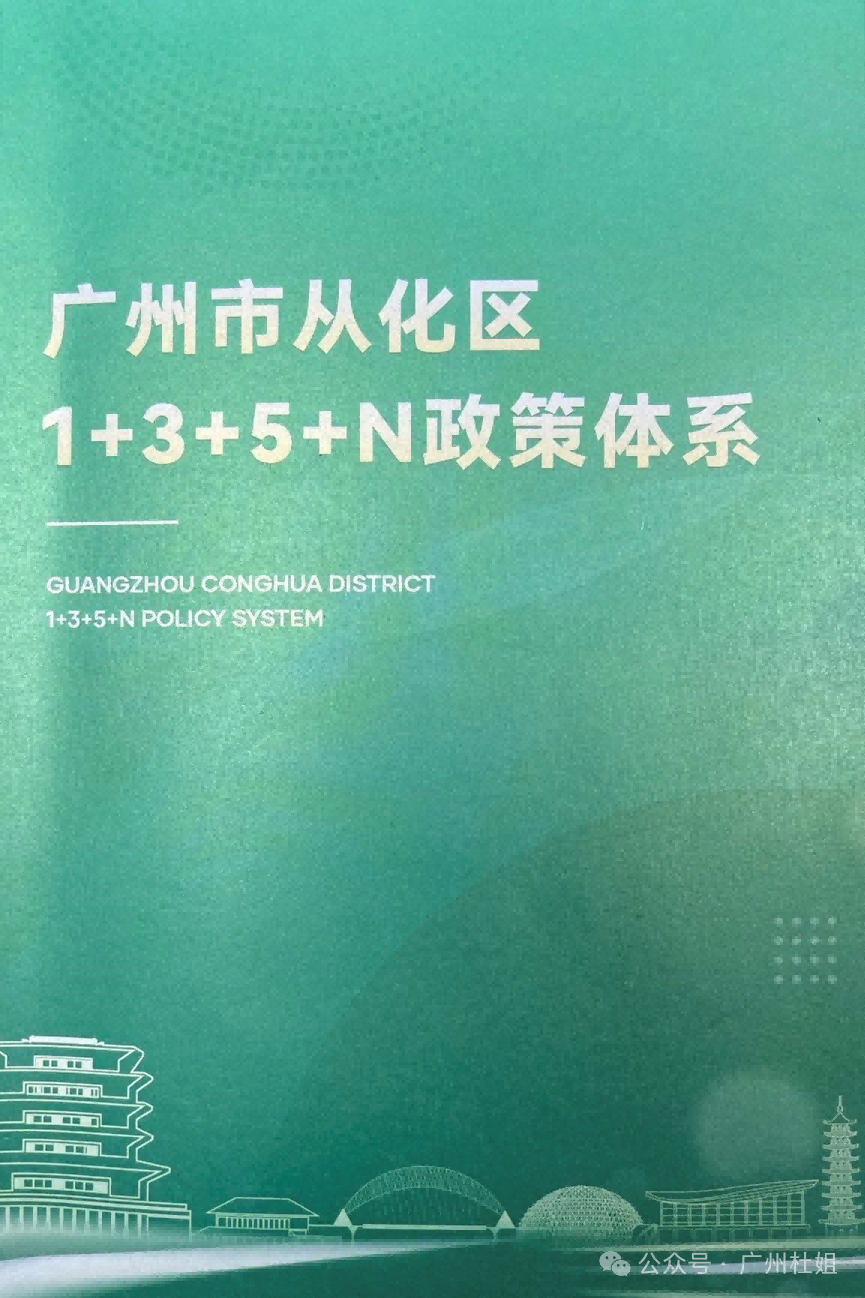 广州市从化区
1+3+5+N政策体系
GUANGZHOU CONGHUA DISTRICT
1+3+5+N POLICY SYSTEM
公众号·广州杜姐